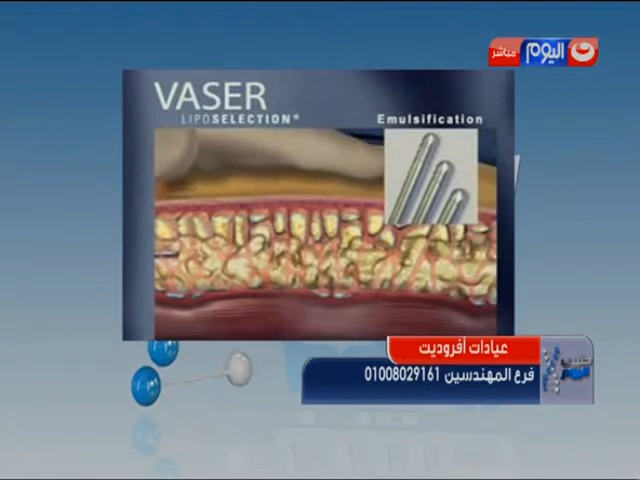 اليوم
مباشر
VASER
LIPOSELECTION®
Emulsification
عيادات أفروديت
فرع المهندسين 01008029161